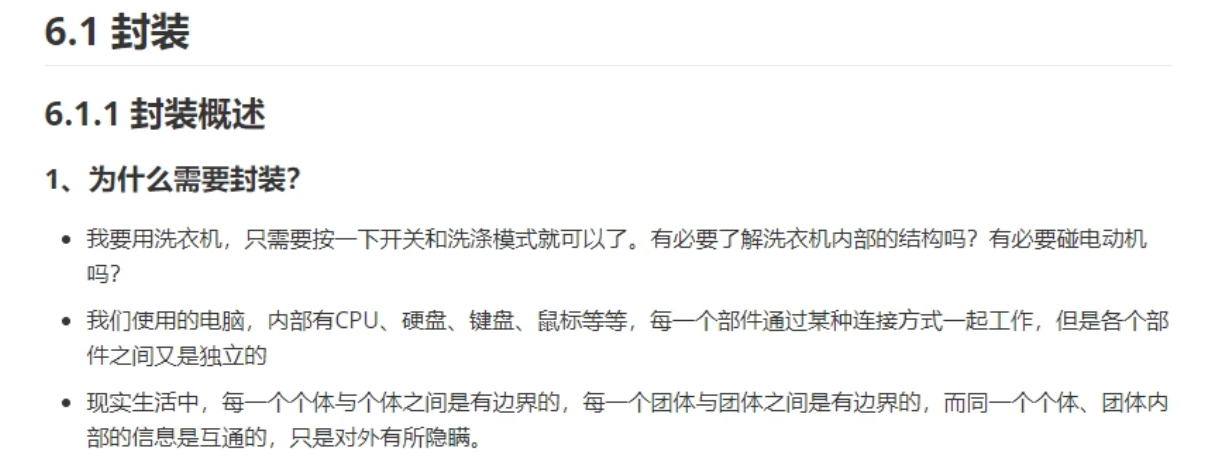 6.1 封装
6.1.1 封装概述
1、为什么需要封装?
• 我要用洗衣机，只需要按一下开关和洗涤模式就可以了。有必要了解洗衣机内部的结构吗？有必要碰电动机
吗？
• 我们使用的电脑，内部有CPU、硬盘、键盘、鼠标等等，每一个部件通过某种连接方式一起工作，但是各个部
件之间又是独立的
• 现实生活中，每一个个体与个体之间是有边界的，每一个团体与团体之间是有边界的，而同一个个体、团体内
部的信息是互通的，只是对外有所隐瞒。